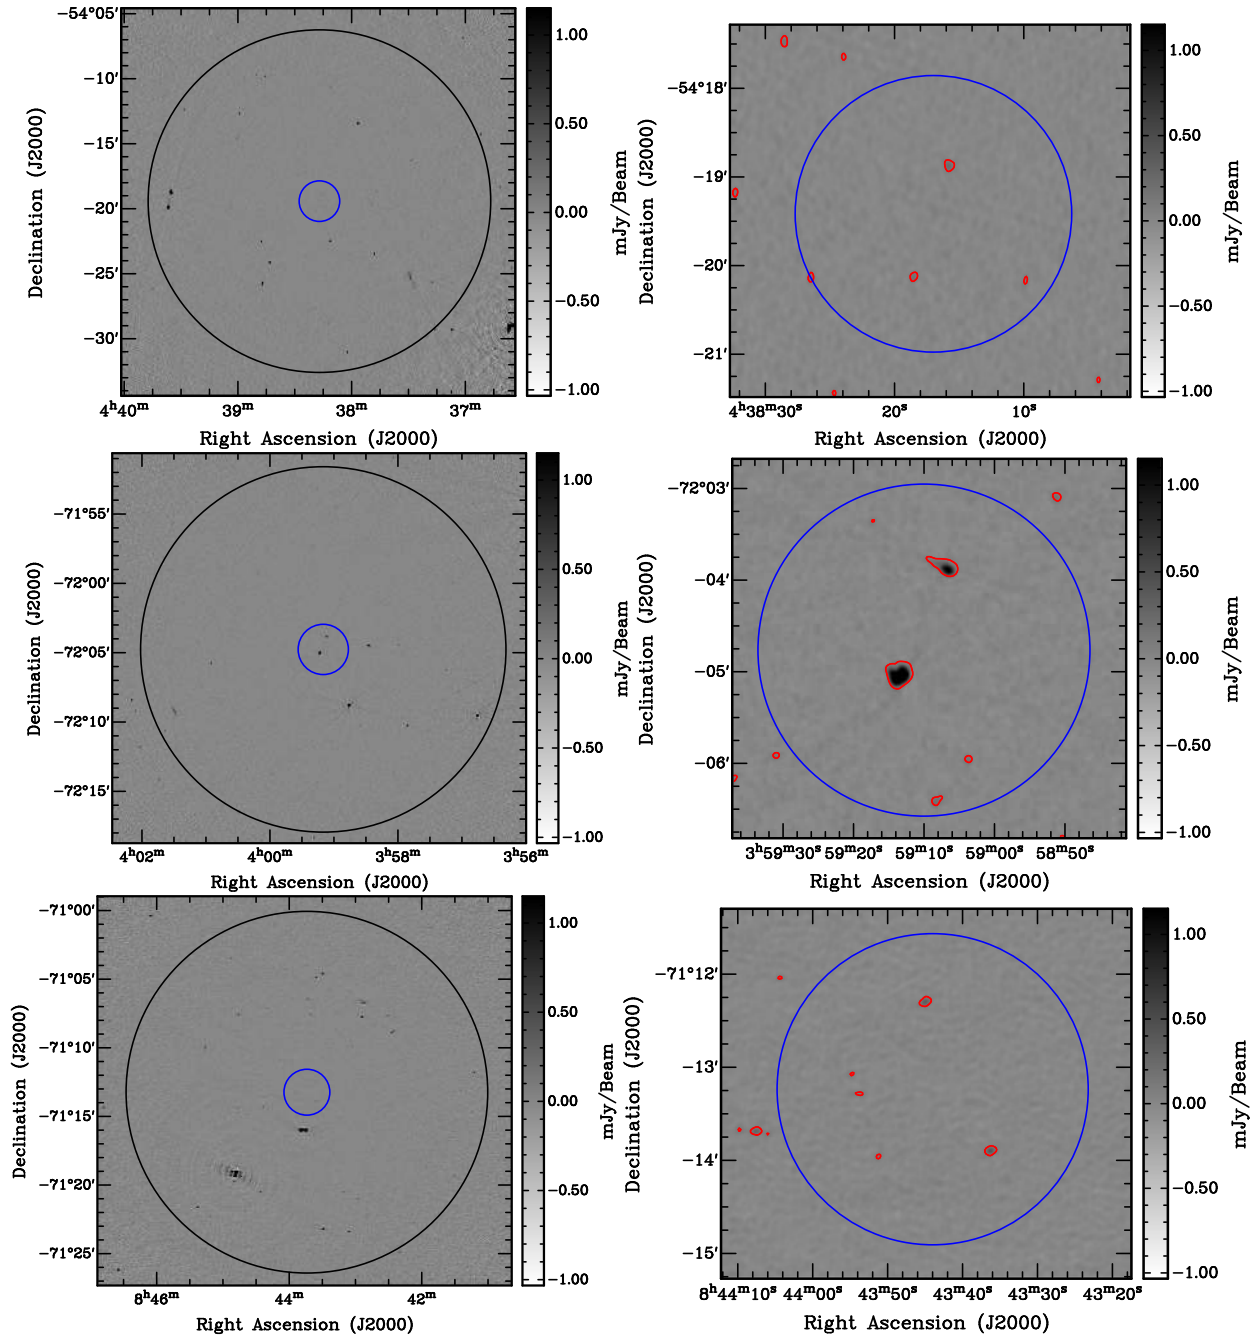 −54°05′
−10′
−15′
−20′
−25′
−30′
4ʰ40ᵐ 39ᵐ 38ᵐ 37ᵐ
Right Ascension (J2000)
Declination (J2000)
1.00
0.50
0.00
−0.50
−1.00
mJy/Beam
−54°18′
−19′
−20′
−21′
4ʰ38ᵐ30ˢ 20ˢ 10ˢ
Right Ascension (J2000)
Declination (J2000)
1.00
0.50
0.00
−0.50
−1.00
mJy/Beam
−71°55′
−72°00′
−72°05′
−72°10′
−72°15′
4ʰ02ᵐ 4ʰ00ᵐ 3ʰ58ᵐ 3ʰ56ᵐ
Right Ascension (J2000)
Declination (J2000)
1.00
0.50
0.00
−0.50
−1.00
mJy/Beam
−72°03′
−04′
−05′
−06′
3ʰ59ᵐ30ˢ 59ᵐ20ˢ 59ᵐ10ˢ 59ᵐ00ˢ 58ᵐ50ˢ
Right Ascension (J2000)
Declination (J2000)
1.00
0.50
0.00
−0.50
−1.00
mJy/Beam
−71°00′
−71°05′
−71°10′
−71°15′
−71°20′
−71°25′
8ʰ46ᵐ 44ᵐ 42ᵐ
Right Ascension (J2000)
Declination (J2000)
1.00
0.50
0.00
−0.50
−1.00
mJy/Beam
−71°12′
−13′
−14′
−15′
8ʰ44ᵐ10ˢ 44ᵐ00ˢ 43ᵐ50ˢ 43ᵐ40ˢ 43ᵐ30ˢ 43ᵐ20ˢ
Right Ascension (J2000)
Declination (J2000)
1.00
0.50
0.00
−0.50
−1.00
mJy/Beam